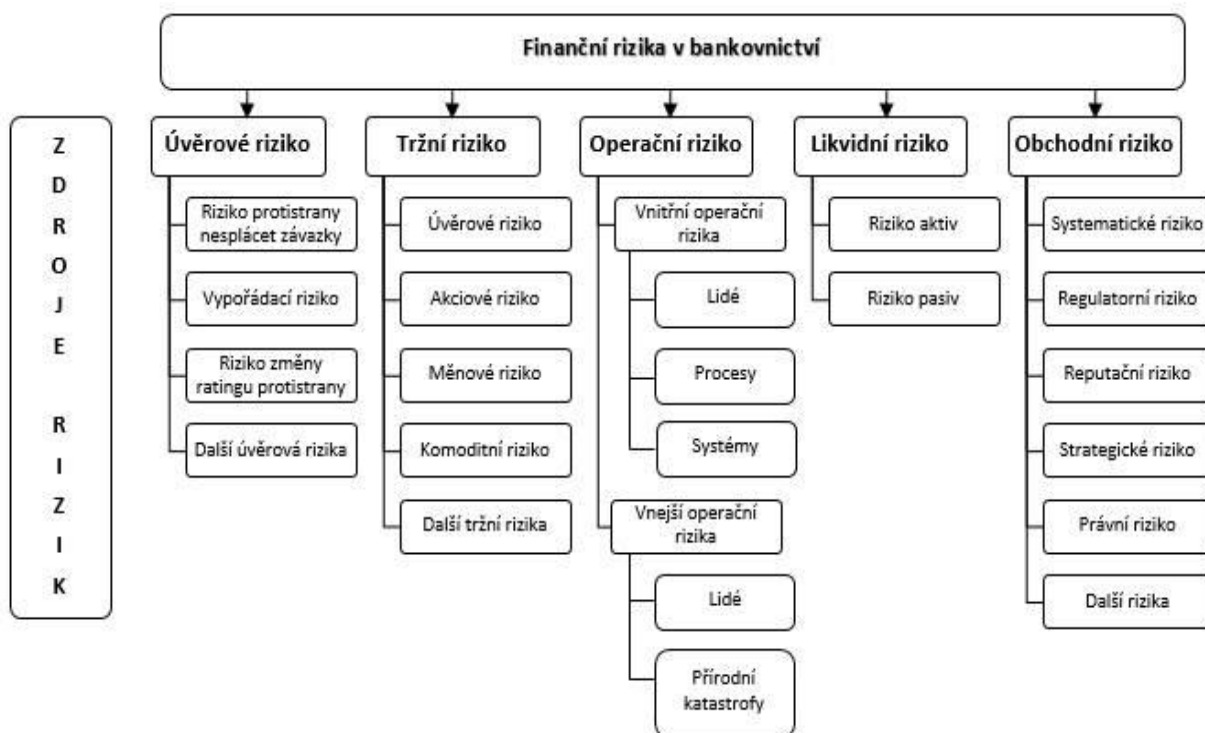 Finanční rizika v bankovnictví
Z
D
R
O
J
E
R
I
Z
I
K
Úvěrové riziko
Riziko protistrany
nesplácet závazky
Vypořádací riziko
Riziko změny
ratingu protistrany
Další úvěrová rizika
Tržní riziko
Úvěrové riziko
Akciové riziko
Měnové riziko
Komoditní riziko
Další tržní rizika
Operační riziko
Vnitřní operační
rizika
Lidé
Procesy
Systémy
Vnejší operační
rizika
Lidé
Přírodní
katastrofy
Likvidní riziko
Riziko aktiv
Riziko pasiv
Obchodní riziko
Systematické riziko
Regulatorní riziko
Reputační riziko
Strategické riziko
Právní riziko
Další rizika